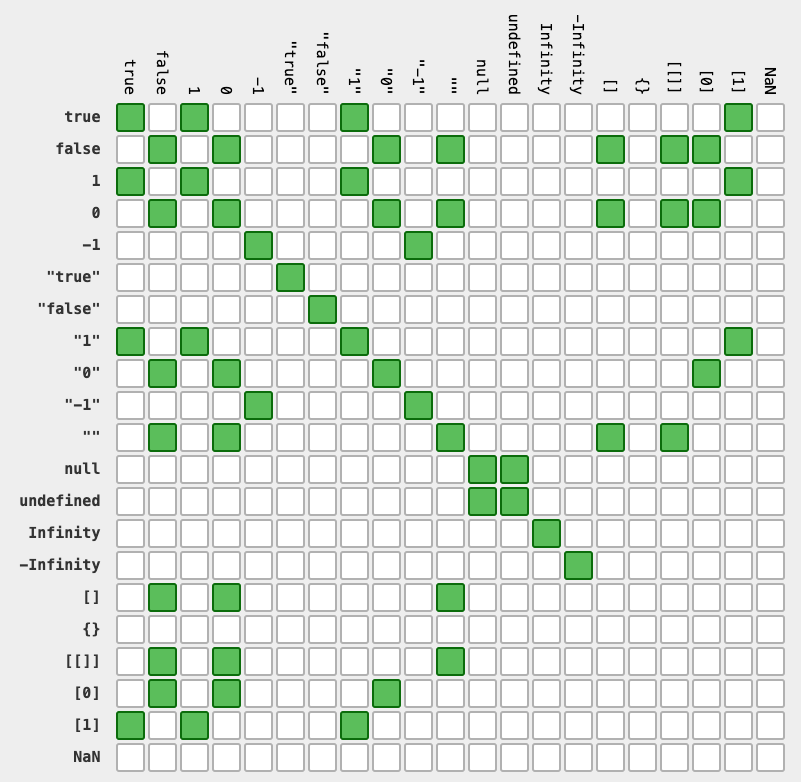 true
false
1
0
-1
"true"
"false"
"1"
"0"
"-1"
""
null
undefined
Infinity
-Infinity
[]
{}
[[]]
[0]
[1]
NaN
true
false
1
0
-1
"true"
"false"
"1"
"0"
"-1"
""
null
undefined
Infinity
-Infinity
[]
{}
[[]]
[0]
[1]
NaN